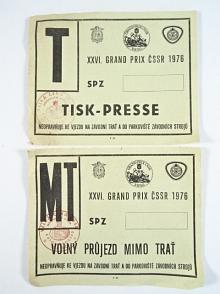 T
XXVI. GRAND PRIX ČSSR 1976
SPZ
TISK-PRESSE
NEOPRAVŇUJE KE VJEZDU NA ZÁVODNÍ TRAŤ A DO PARKOVIŠTĚ ZÁVODNÍCH STROJŮ
MT
XXVI. GRAND PRIX ČSSR 1976
SPZ
VOLNÝ PRŮJEZD MIMO TRAŤ
NEOPRAVŇUJE KE VJEZDU NA ZÁVODNÍ TRAŤ A DO PARKOVIŠTĚ ZÁVODNÍCH STROJŮ